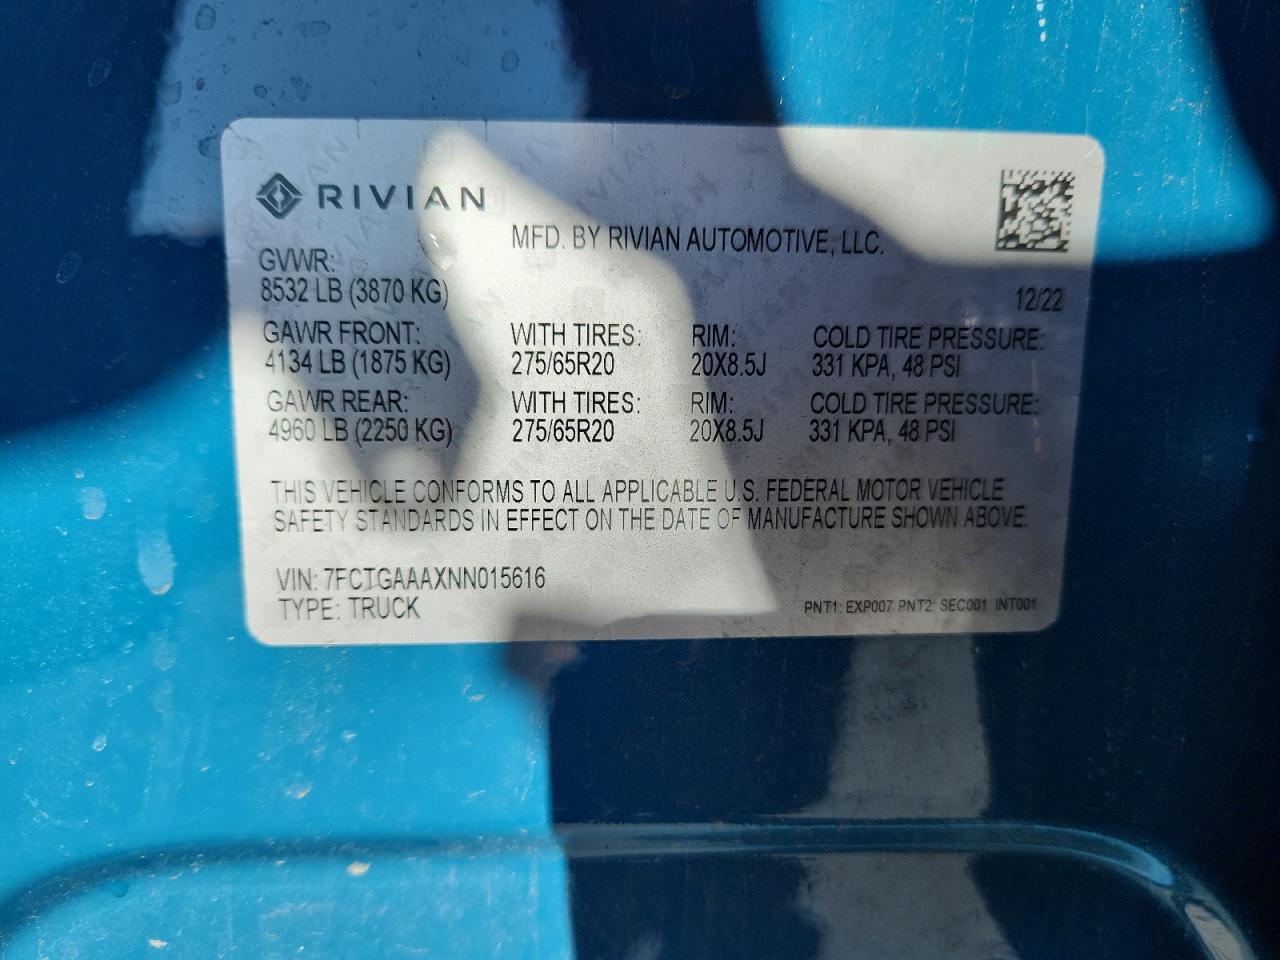 RIVIAN
MFD. BY RIVIAN AUTOMOTIVE, LLC.
GVWR:
8532 LB (3870 KG)
12/22
GAWR FRONT: WITH TIRES: RIM: COLD TIRE PRESSURE:
4134 LB (1875 KG) 275/65R20 20X8.5J 331 KPA, 48 PSI
GAWR REAR: WITH TIRES: RIM: COLD TIRE PRESSURE:
4960 LB (2250 KG) 275/65R20 20X8.5J 331 KPA, 48 PSI
THIS VEHICLE CONFORMS TO ALL APPLICABLE U.S. FEDERAL MOTOR VEHICLE
SAFETY STANDARDS IN EFFECT ON THE DATE OF MANUFACTURE SHOWN ABOVE.
VIN: 7FCTGAAAXNN015616
TYPE: TRUCK
PNT1: EXP007 PNT2: SEC001 INT001